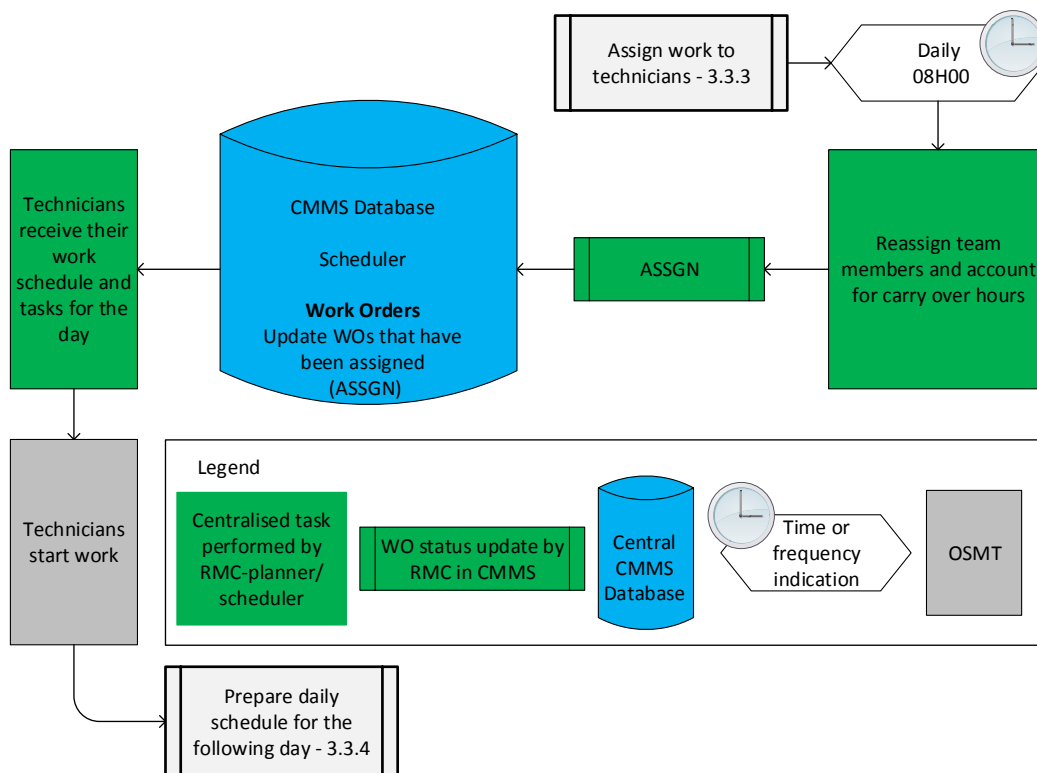 Assign work to
technicians - 3.3.3
Daily
08H00
Reassign team
members and account
for carry over hours
ASSGN
CMMS Database
Scheduler
Work Orders
Update WOs that have
been assigned
(ASSGN)
Technicians
receive their
work
schedule and
tasks for the
day
Technicians
start work
Prepare daily
schedule for the
following day - 3.3.4
Legend
Centralised task
performed by
RMC-planner/
scheduler
WO status update by
RMC in CMMS
Central
CMMS
Database
Time or
frequency
indication
OSMT